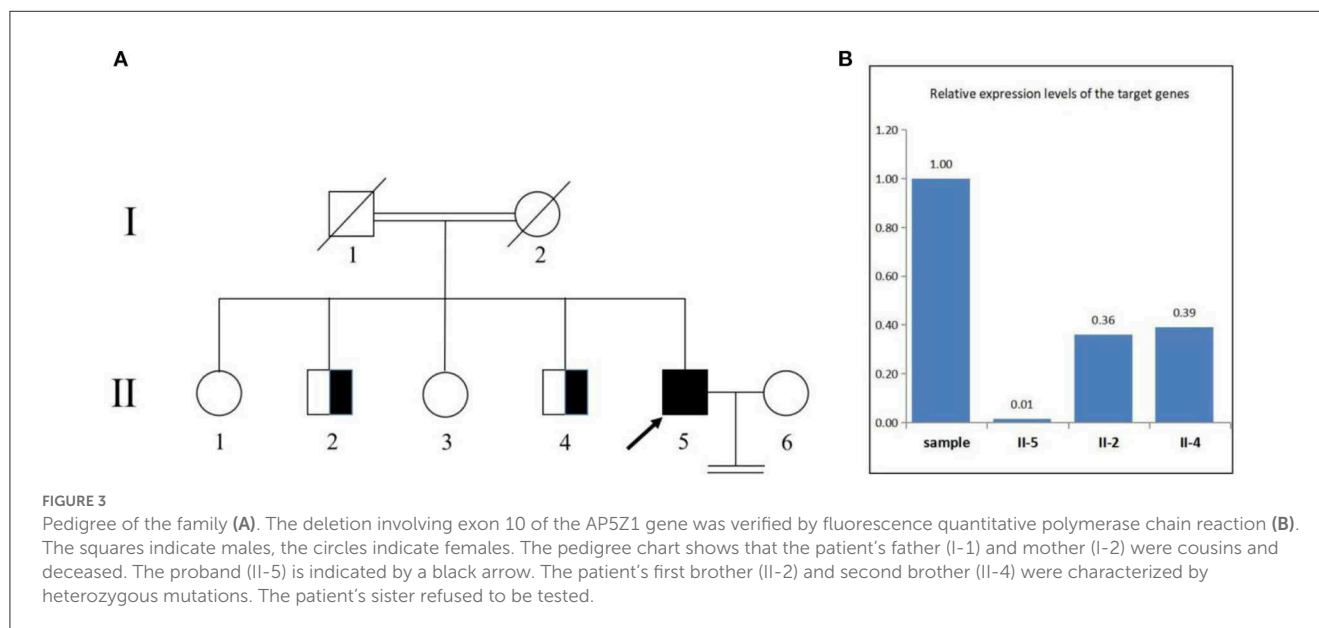 A
B
Relative expression levels of the target genes
1.20
1.00
0.80
0.60
0.40
0.20
0.00
1.00
0.01
0.36
0.39
sample II-5 II-2 II-4
I
1 2
II
1 2 3 4 5 6
FIGURE 3
Pedigree of the family (A). The deletion involving exon 10 of the AP5Z1 gene was verified by fluorescence quantitative polymerase chain reaction (B).
The squares indicate males, the circles indicate females. The pedigree chart shows that the patient's father (I-1) and mother (I-2) were cousins and
deceased. The proband (II-5) is indicated by a black arrow. The patient's first brother (II-2) and second brother (II-4) were characterized by
heterozygous mutations. The patient's sister refused to be tested.